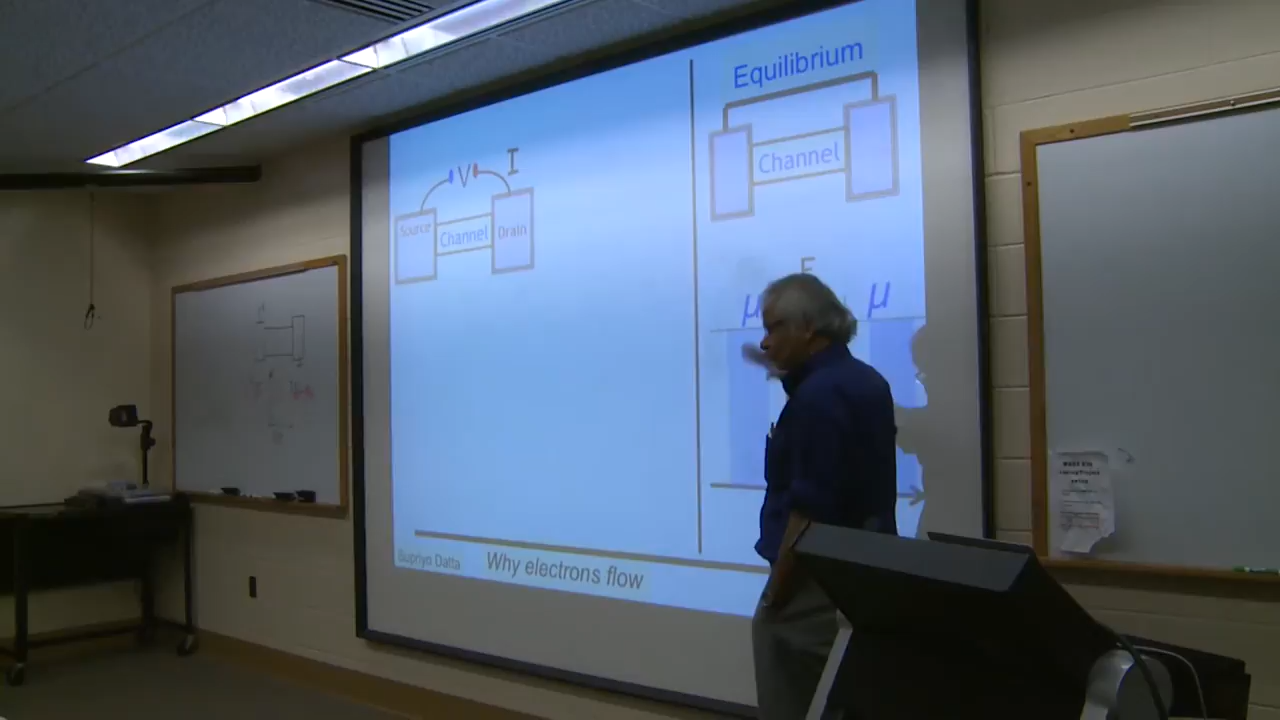 V
I
Source
Channel
Drain
Equilibrium
Channel
E
μ
μ
Supriyo Datta
Why electrons flow